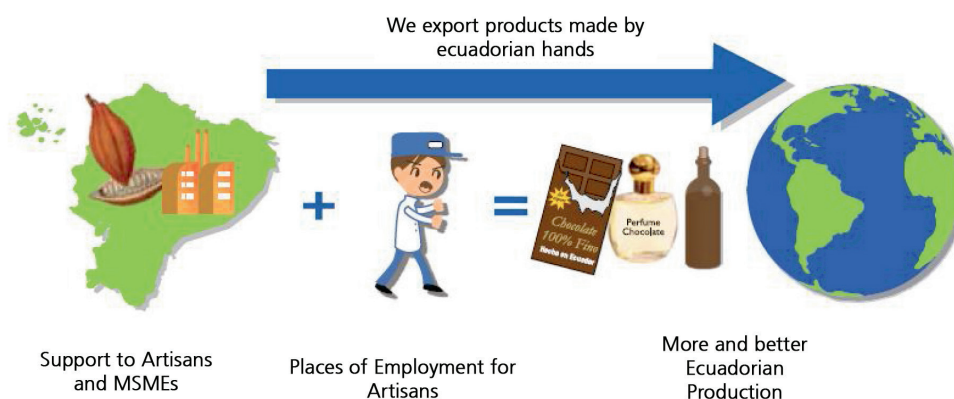 We export products made by
ecuadorian hands
Chocolate
100% Fino
Hecho en Ecuador
Perfume
Chocolate
Support to Artisans
and MSMEs
Places of Employment for
Artisans
More and better
Ecuadorian
Production